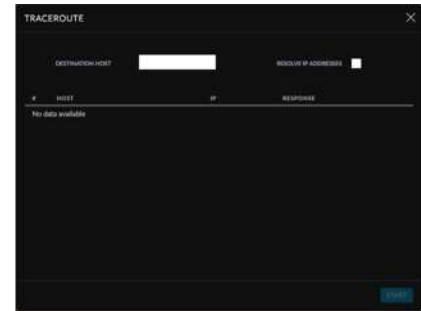 TRACEROUTE
DESTINATION HOST RESOLVE IP ADDRESSES
# HOST IP RESPONSE
No data available
START